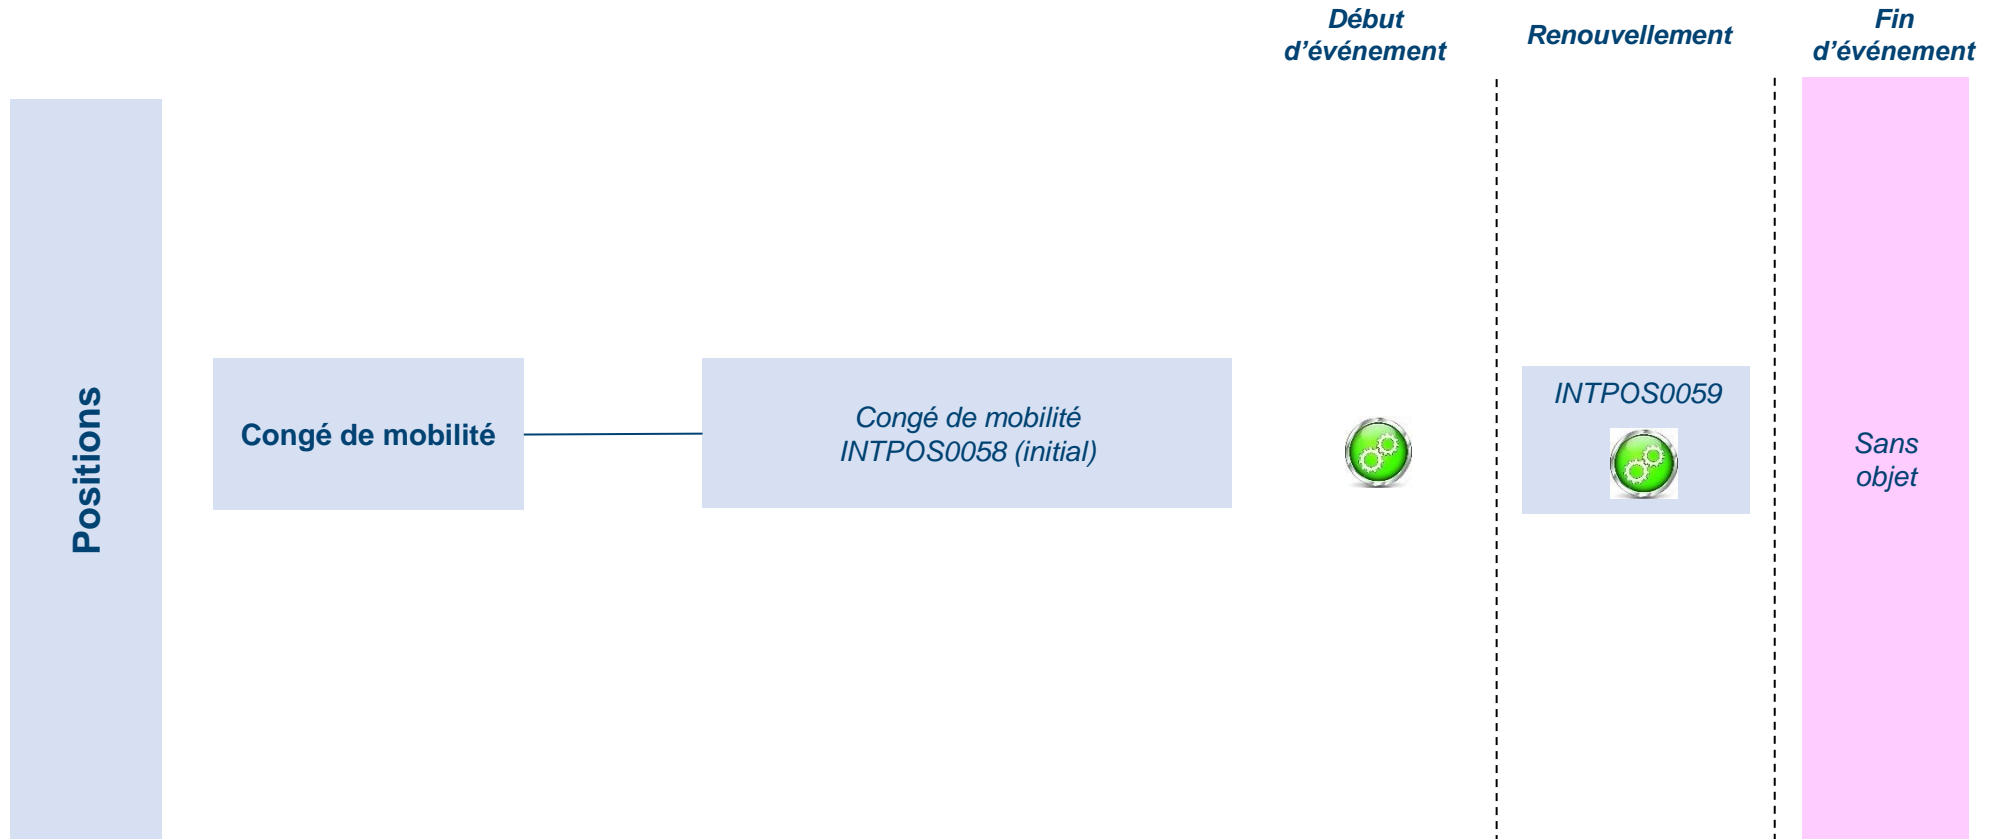 Début
d’événement
Renouvellement
Fin
d’événement
Positions
Congé de mobilité
Congé de mobilité
INTPOS0058 (initial)
INTPOS0059
Sans
objet